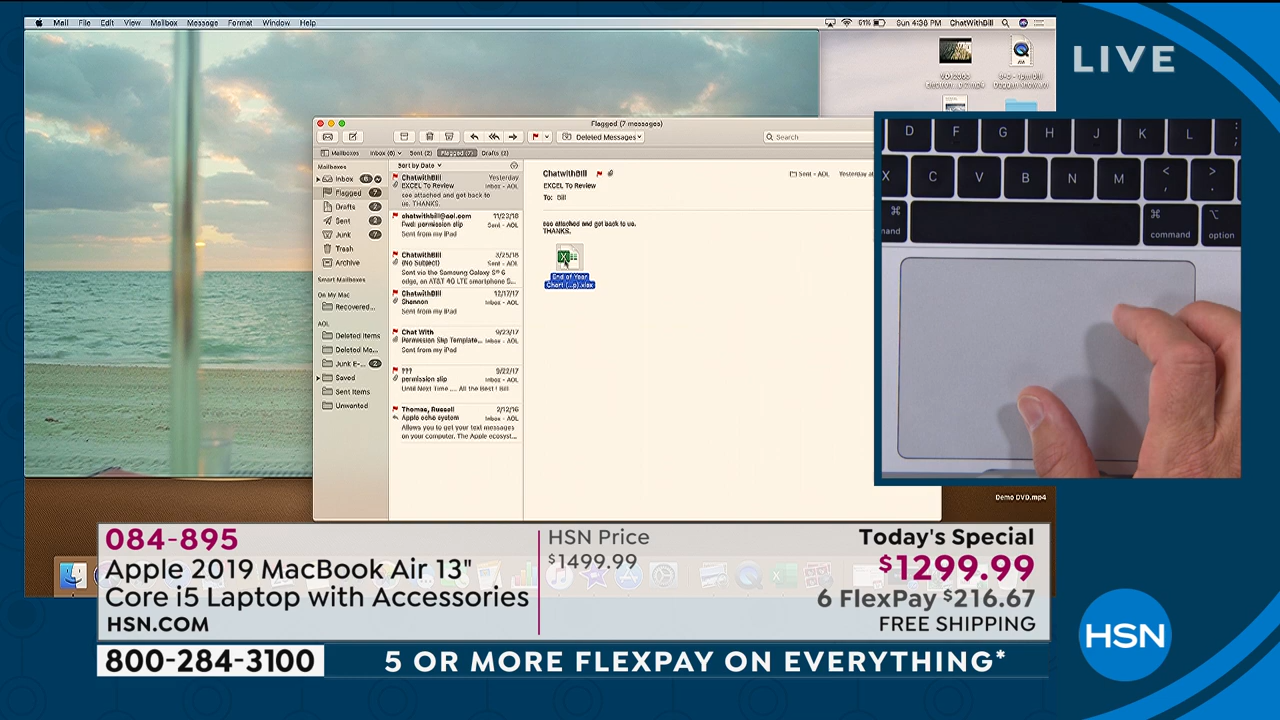 Mail File Edit View Mailbox Message Format Window Help
61% Sun 4:38 PM ChatWithBill
LIVE
Flagged (7 messages)
Deleted Messages
Search
Mailboxes Inbox (6) Sent (2) Flagged (7) Drafts (2)
Mailboxes
Inbox 6
Flagged 7
Drafts 2
Sent 2
Junk 7
Trash
Archive
Smart Mailboxes
On My Mac
Recovered...
AOL
Deleted Items
Deleted Me...
Junk E-... 2
Saved
Sent Items
Unwanted
Sort by Date
ChatwithBill Yesterday
EXCEL To Review Inbox - AOL
see attached and get back to
us. THANKS.
chatwithbill@aol.com 11/23/18
Fwd: permission slip Sent - AOL
Sent from my iPad
ChatwithBill 3/25/18
(No Subject) Sent - AOL
Sent via the Samsung Galaxy S® 6
edge, an AT&T 4G LTE smartphone S...
ChatwithBill 12/17/17
Shannon Inbox - AOL
Sent from my iPad
Chat With 9/23/17
Permission Slip Template... Inbox - AOL
Sent from my iPad
??? 9/22/17
permission slip Inbox - AOL
Until Next Time .... All the Best ! Bill
Thomas, Russell 2/12/16
Apple echo system Inbox - AOL
Allows you to get your text messages
on your computer. The Apple ecosyst...
ChatwithBill Sent - AOL Yesterday at
EXCEL To Review
To: Bill
see attached and get back to us.
THANKS.
End of Year
Chart (...p).xlsx
D F G H J K L
X C V B N M < >
command option
Demo DVD.mp4
084-895
Apple 2019 MacBook Air 13"
Core i5 Laptop with Accessories
HSN.COM
HSN Price
$1499.99
Today's Special
$1299.99
6 FlexPay $216.67
FREE SHIPPING
HSN
800-284-3100 5 OR MORE FLEXPAY ON EVERYTHING*